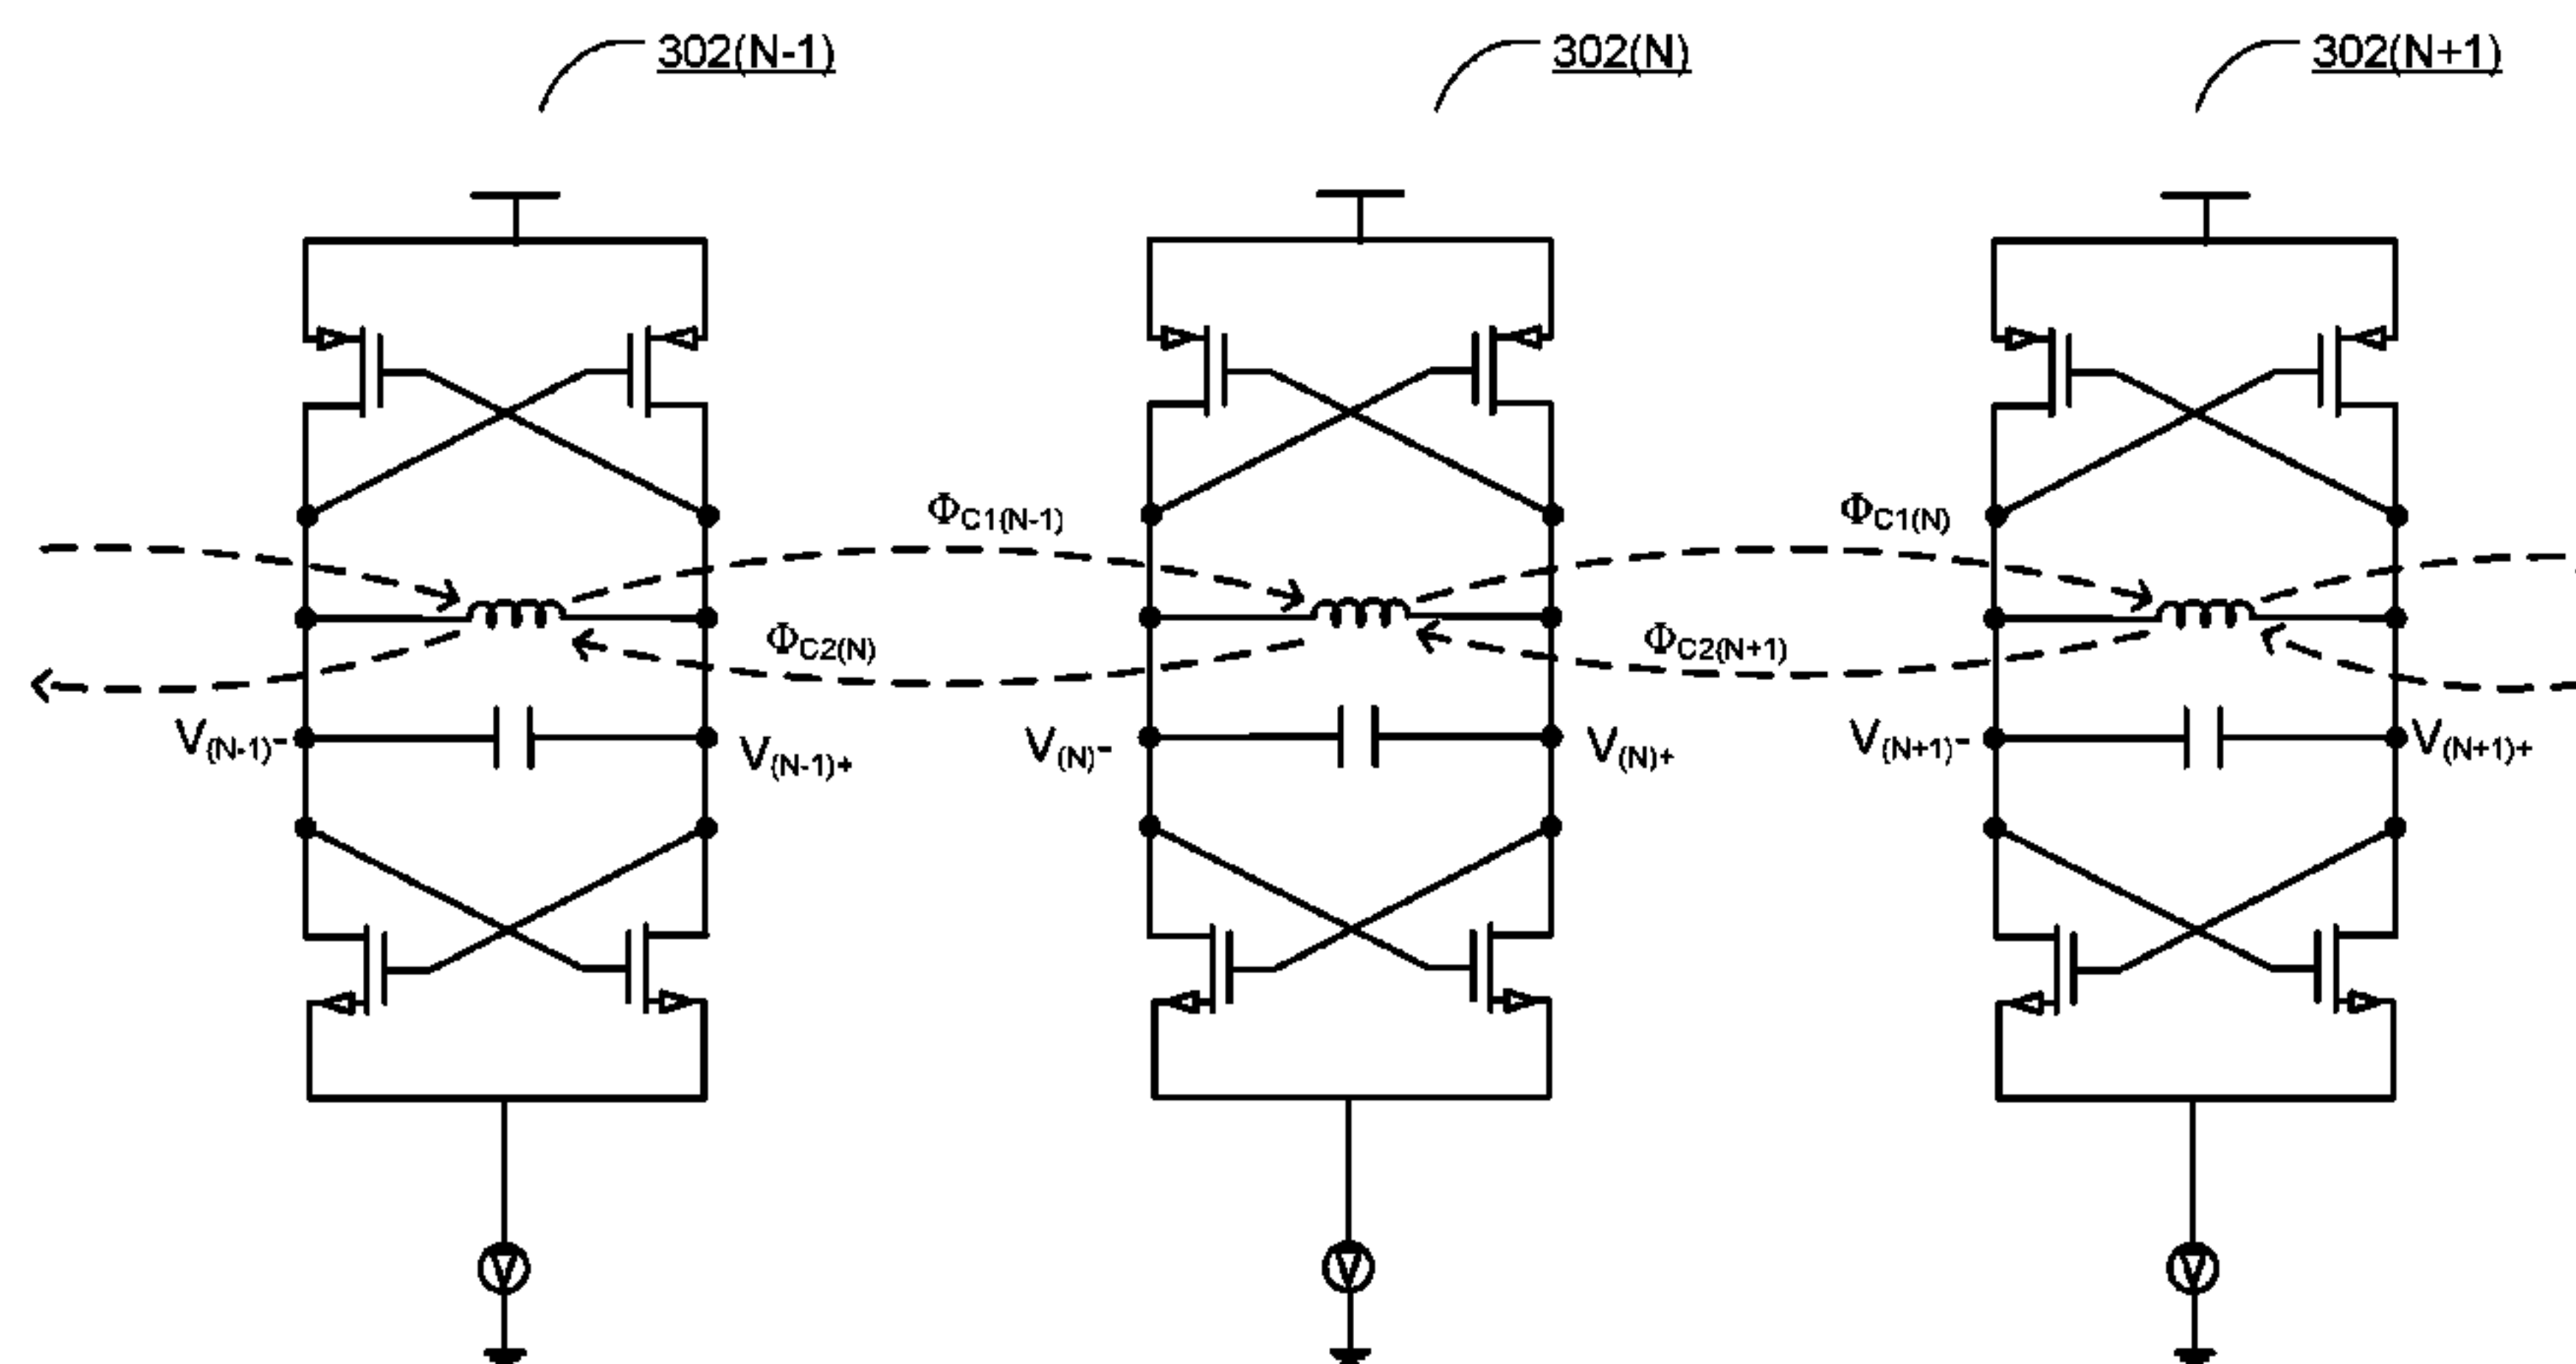 302(N-1)
302(N)
302(N+1)
ΦC1(N-1)
ΦC1(N)
ΦC2(N)
ΦC2(N+1)
V(N-1)-
V(N-1)+
V(N)-
V(N)+
V(N+1)-
V(N+1)+